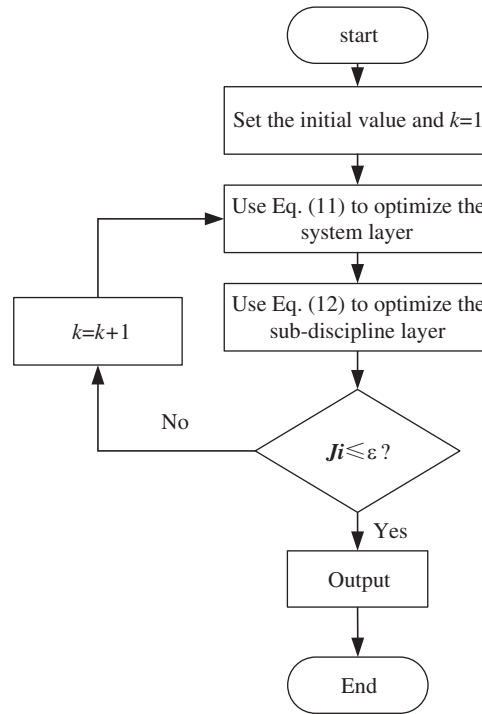 start
Set the initial value and k=1
Use Eq. (11) to optimize the
system layer
Use Eq. (12) to optimize the
sub-discipline layer
k=k+1
No
Ji≤ε?
Yes
Output
End